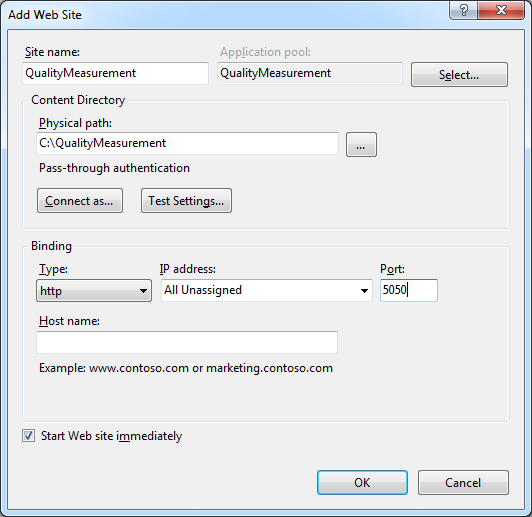 Add Web Site
Site name: Application pool:
QualityMeasurement QualityMeasurement Select...
Content Directory
Physical path:
C:\QualityMeasurement ...
Pass-through authentication
Connect as... Test Settings...
Binding
Type: IP address: Port:
http All Unassigned 5050
Host name:
Example: www.contoso.com or marketing.contoso.com
Start Web site immediately
OK Cancel